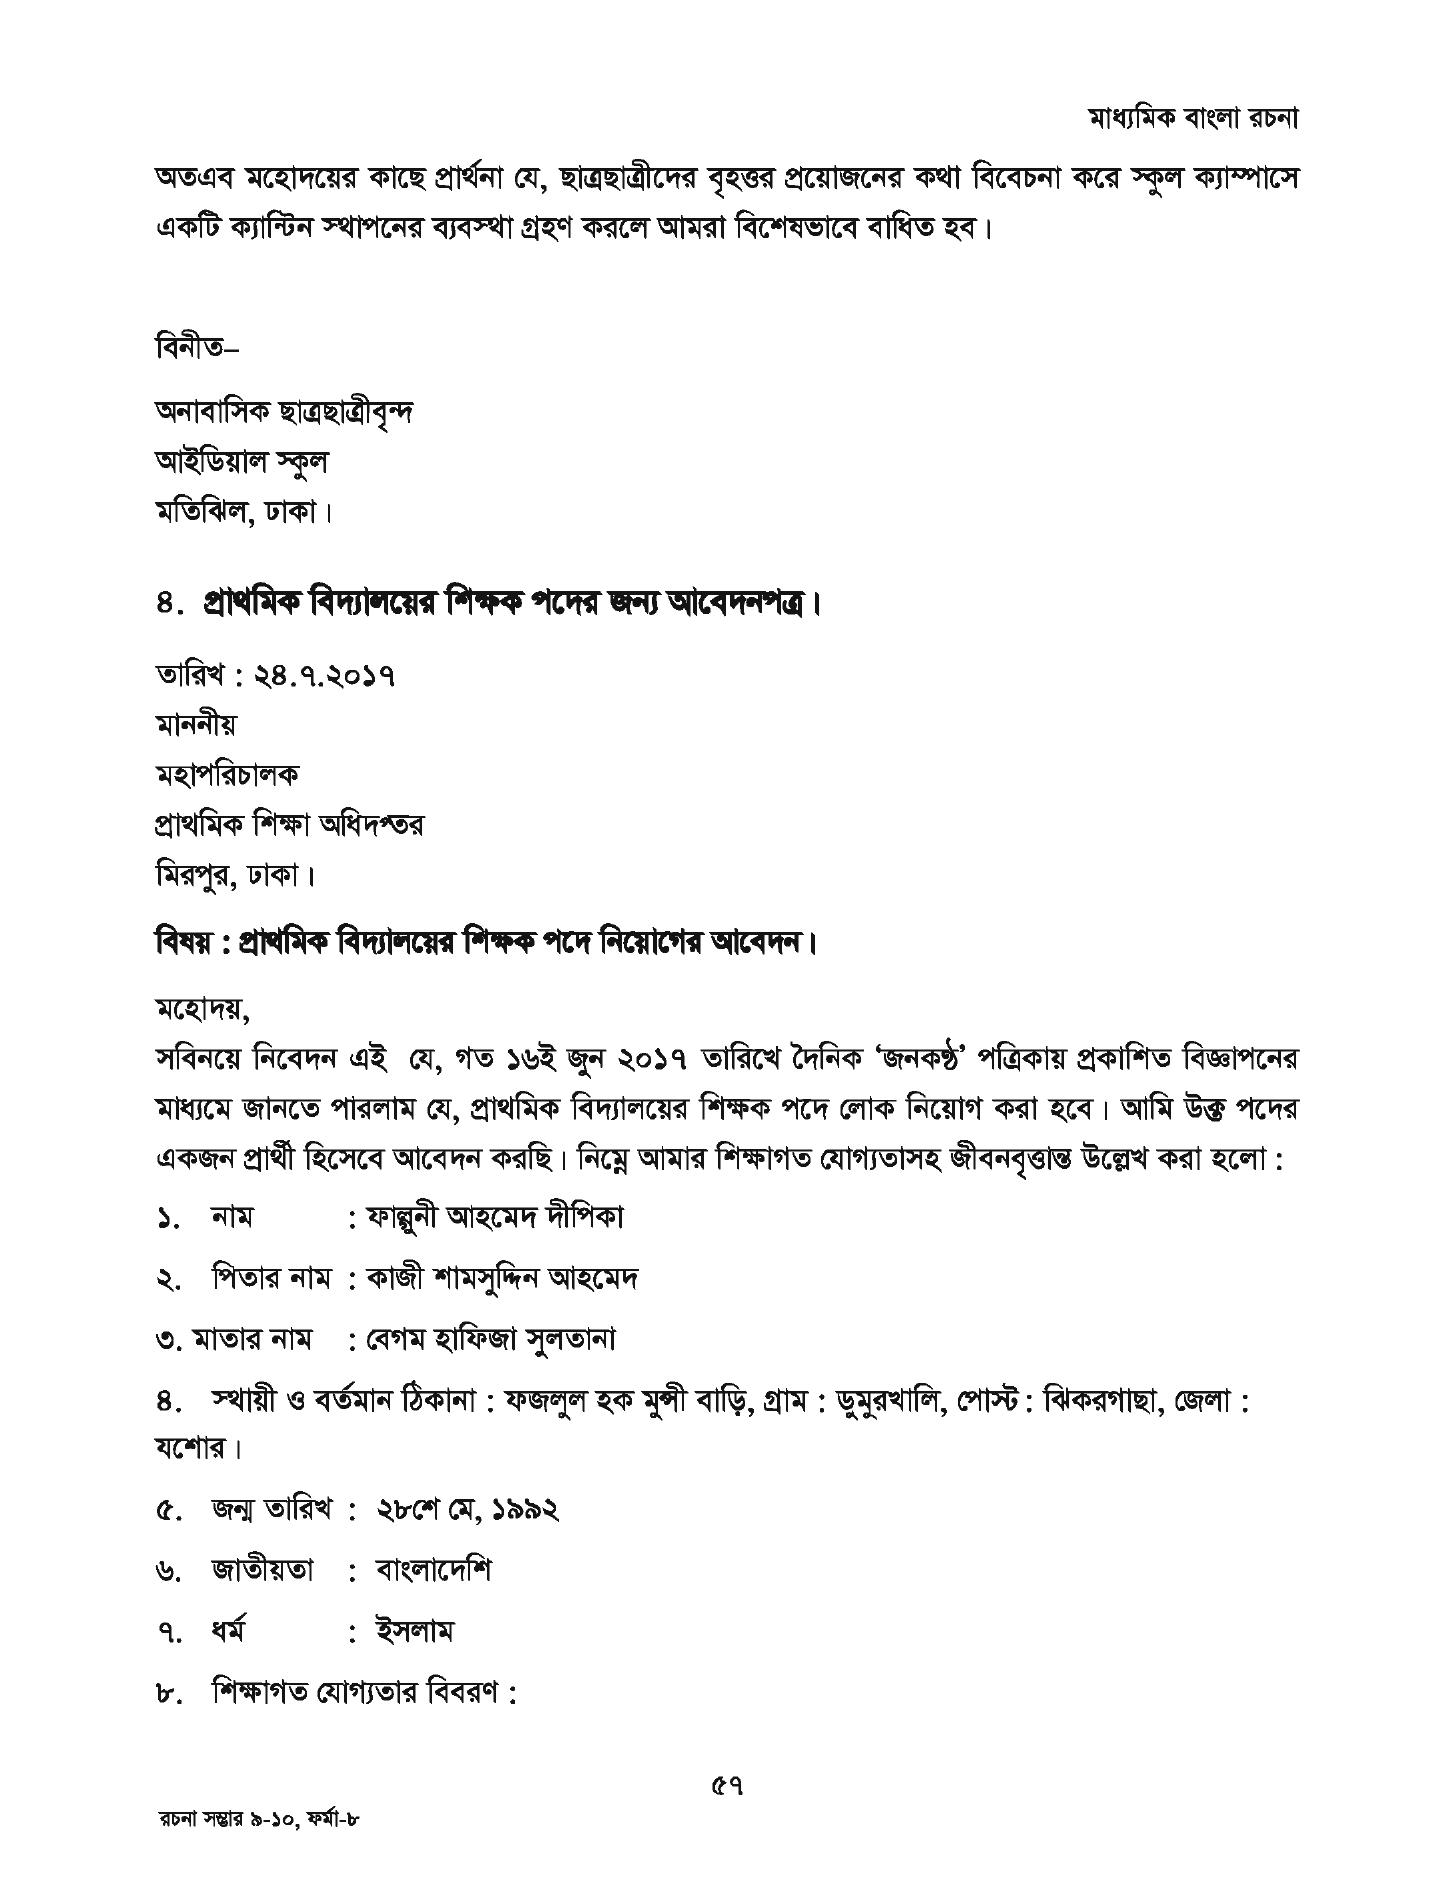 মাধ্যমিক বাংলা রচনা
অতএব মহোদয়ের কাছে প্রার্থনা যে, ছাত্রছাত্রীদের বৃহত্তর প্রয়োজনের কথা বিবেচনা করে স্কুল ক্যাম্পাসে
একটি ক্যান্টিন স্থাপনের ব্যবস্থা গ্রহণ করলে আমরা বিশেষভাবে বাধিত হব।
বিনীত–
অনাবাসিক ছাত্রছাত্রীবৃন্দ
আইডিয়াল স্কুল
মতিঝিল, ঢাকা।
৪. প্রাথমিক বিদ্যালয়ের শিক্ষক পদের জন্য আবেদনপত্র।
তারিখ : ২৪.৭.২০১৭
মাননীয়
মহাপরিচালক
প্রাথমিক শিক্ষা অধিদপ্তর
মিরপুর, ঢাকা।
বিষয় : প্রাথমিক বিদ্যালয়ের শিক্ষক পদে নিয়োগের আবেদন।
মহোদয়,
সবিনয়ে নিবেদন এই যে, গত ১৬ই জুন ২০১৭ তারিখে দৈনিক ‘জনকণ্ঠ’ পত্রিকায় প্রকাশিত বিজ্ঞাপনের
মাধ্যমে জানতে পারলাম যে, প্রাথমিক বিদ্যালয়ের শিক্ষক পদে লোক নিয়োগ করা হবে। আমি উক্ত পদের
একজন প্রার্থী হিসেবে আবেদন করছি। নিম্নে আমার শিক্ষাগত যোগ্যতাসহ জীবনবৃত্তান্ত উল্লেখ করা হলো :
১. নাম : ফাল্গুনী আহমেদ দীপিকা
২. পিতার নাম : কাজী শামসুদ্দিন আহমেদ
৩. মাতার নাম : বেগম হাফিজা সুলতানা
৪. স্থায়ী ও বর্তমান ঠিকানা : ফজলুল হক মুন্সী বাড়ি, গ্রাম : ডুমুরখালি, পোস্ট : ঝিকরগাছা, জেলা :
যশোর।
৫. জন্ম তারিখ : ২৮শে মে, ১৯৯২
৬. জাতীয়তা : বাংলাদেশি
৭. ধর্ম : ইসলাম
৮. শিক্ষাগত যোগ্যতার বিবরণ :
৫৭
রচনা সম্ভার ৯-১০, ফর্মা-৮